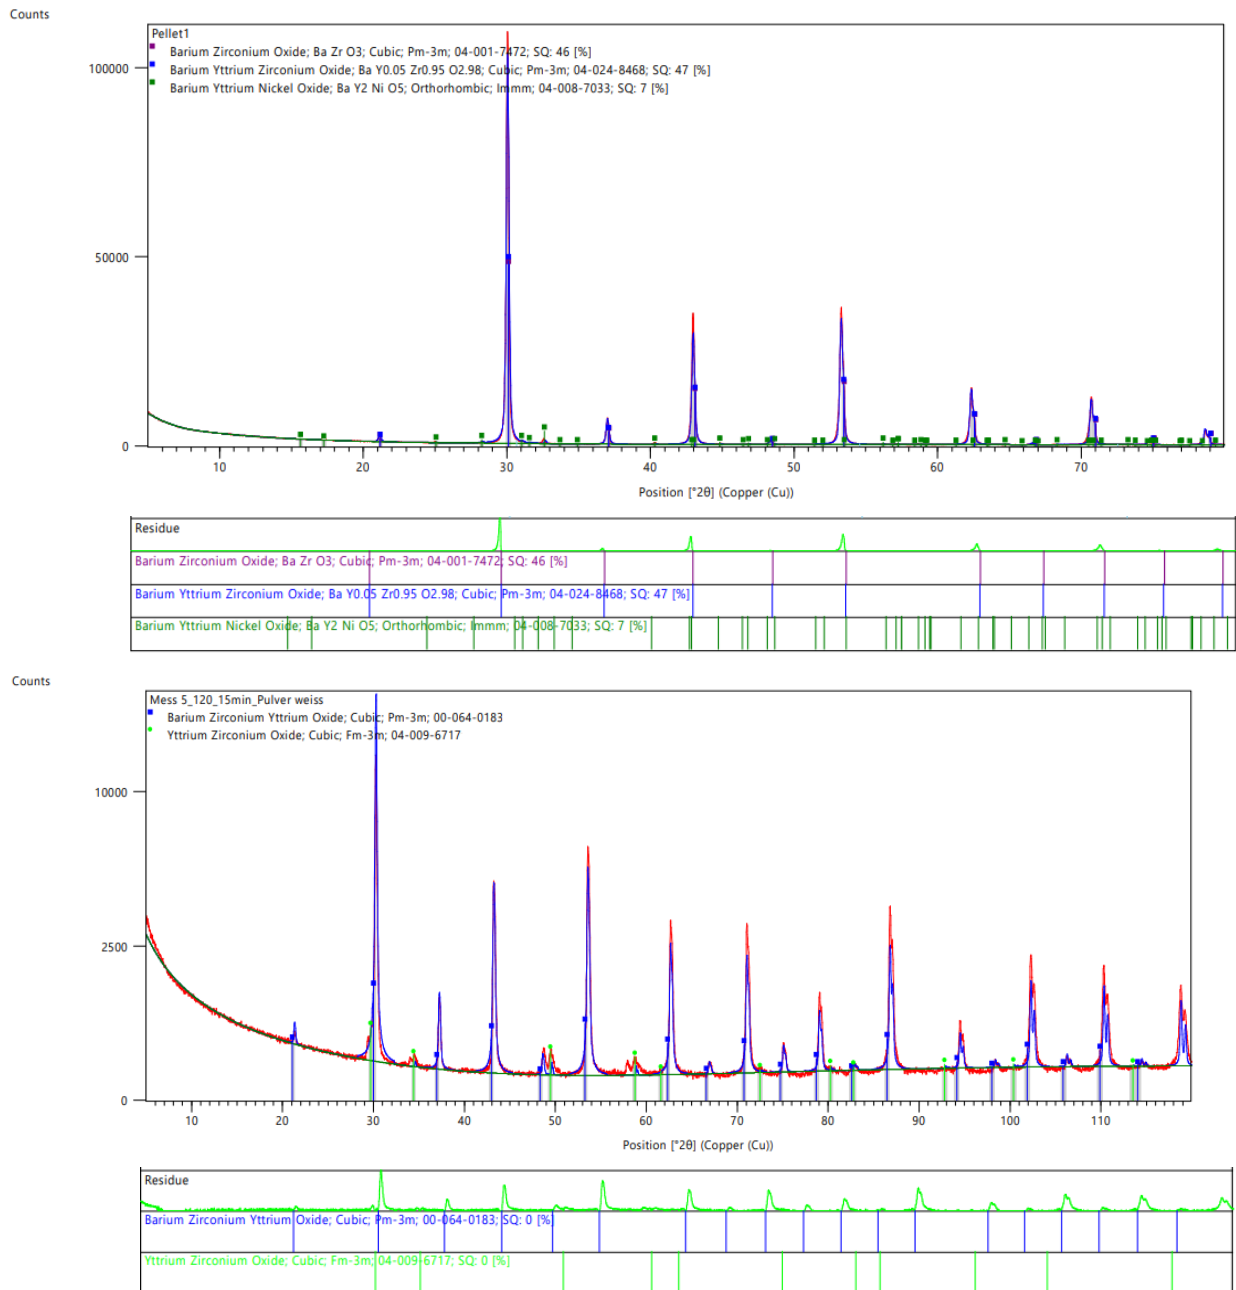 Counts
Pellet1
Barium Zirconium Oxide; Ba Zr O3; Cubic; Pm-3m; 04-001-7472; SQ: 46 [%]
Barium Yttrium Zirconium Oxide; Ba Y0.05 Zr0.95 O2.98; Cubic; Pm-3m; 04-024-8468; SQ: 47 [%]
Barium Yttrium Nickel Oxide; Ba Y2 Ni O5; Orthorhombic; Immm; 04-008-7033; SQ: 7 [%]
100000
50000
0
10 20 30 40 50 60 70
Position [°2θ] (Copper (Cu))
Residue
Barium Zirconium Oxide; Ba Zr O3; Cubic; Pm-3m; 04-001-7472; SQ: 46 [%]
Barium Yttrium Zirconium Oxide; Ba Y0.05 Zr0.95 O2.98; Cubic; Pm-3m; 04-024-8468; SQ: 47 [%]
Barium Yttrium Nickel Oxide; Ba Y2 Ni O5; Orthorhombic; Immm; 04-008-7033; SQ: 7 [%]
Counts
Mess 5_120_15min_Pulver weiss
Barium Zirconium Yttrium Oxide; Cubic; Pm-3m; 00-064-0183
Yttrium Zirconium Oxide; Cubic; Fm-3m; 04-009-6717
10000
2500
0
10 20 30 40 50 60 70 80 90 100 110
Position [°2θ] (Copper (Cu))
Residue
Barium Zirconium Yttrium Oxide; Cubic; Pm-3m; 00-064-0183; SQ: 0 [%]
Yttrium Zirconium Oxide; Cubic; Fm-3m; 04-009-6717; SQ: 0 [%]